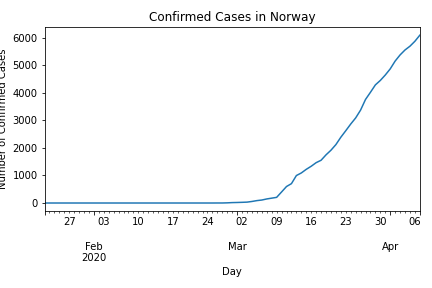 Confirmed Cases in Norway
Number of Confirmed Cases
6000
5000
4000
3000
2000
1000
0
27 03 10 17 24 02 09 16 23 30 06
Feb Mar Apr
2020
Day